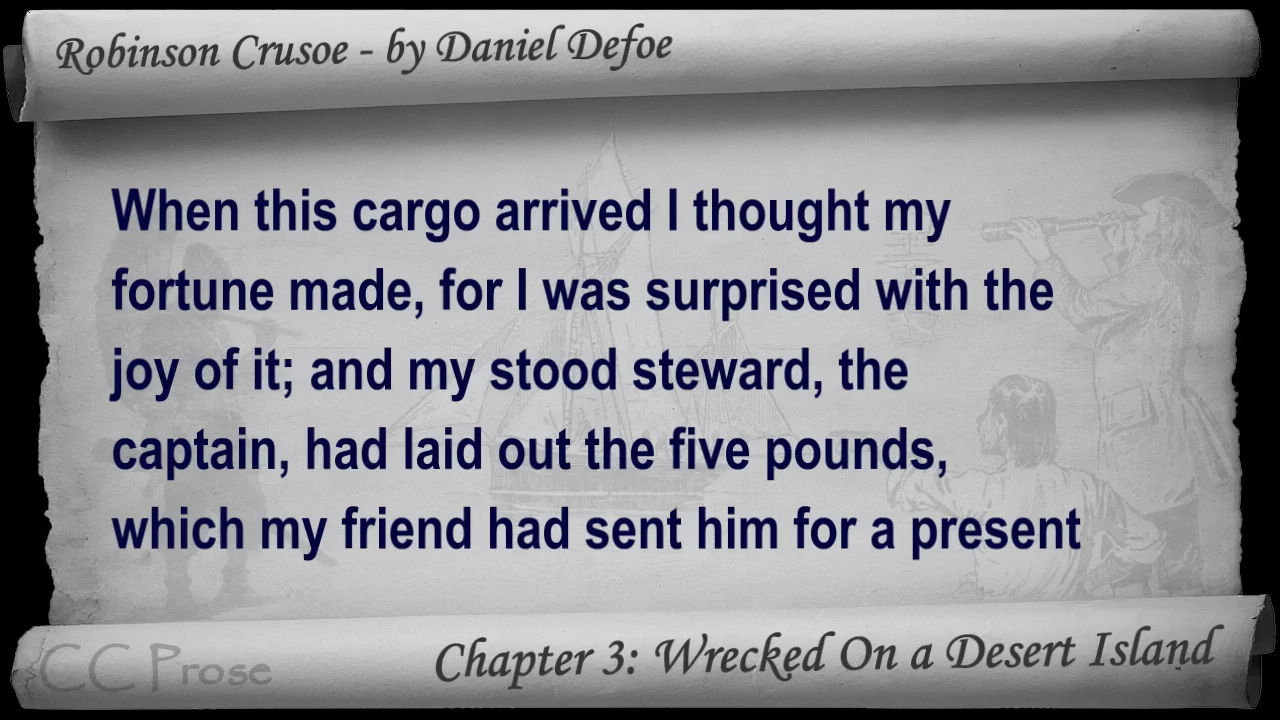 Robinson Crusoe - by Daniel Defoe
When this cargo arrived I thought my
fortune made, for I was surprised with the
joy of it; and my stood steward, the
captain, had laid out the five pounds,
which my friend had sent him for a present
CC Prose
Chapter 3: Wrecked On a Desert Island